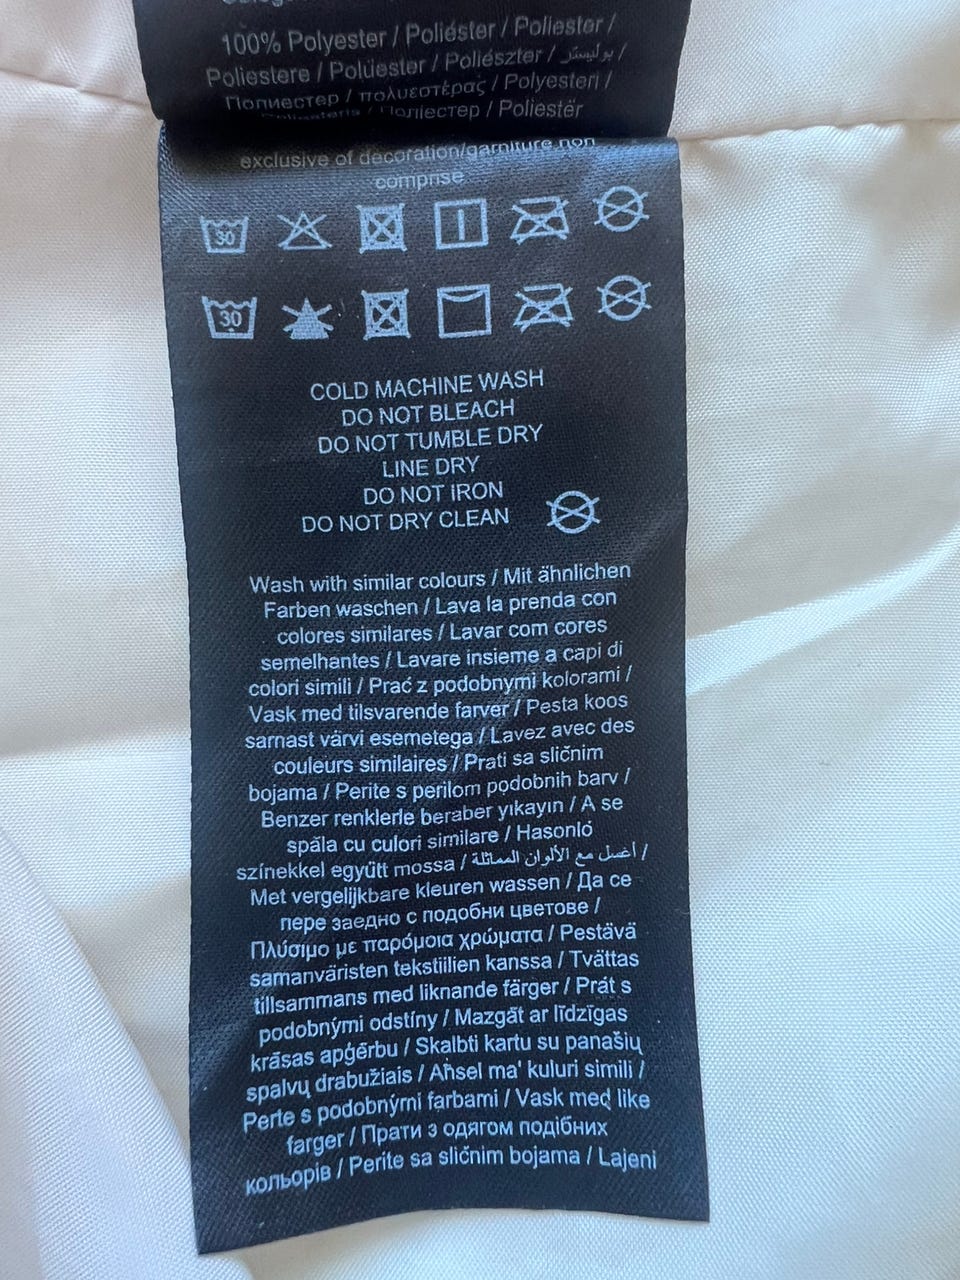 100% Polyester / Poliéster / Poliester /
Poliestere / Polüester / Poliészter / بوليستر /
Полиестер / πολυεστέρας / Polyesteri /
Поліестер / Poliestër
exclusive of decoration/garniture non
comprise
30
30
COLD MACHINE WASH
DO NOT BLEACH
DO NOT TUMBLE DRY
LINE DRY
DO NOT IRON
DO NOT DRY CLEAN
Wash with similar colours / Mit ähnlichen
Farben waschen / Lava la prenda con
colores similares / Lavar com cores
semelhantes / Lavare insieme a capi di
colori simili / Prać z podobnymi kolorami /
Vask med tilsvarende farver / Pesta koos
sarnast värvi esemetega / Lavez avec des
couleurs similaires / Prati sa sličnim
bojama / Perite s perilom podobnih barv /
Benzer renklerle beraber yıkayın / A se
spăla cu culori similare / Hasonló
színekkel együtt mossa / أغسل مع الألوان المماثلة /
Met vergelijkbare kleuren wassen / Да се
пере заедно с подобни цветове /
Πλύσιμο με παρόμοια χρώματα / Pestävä
samanväristen tekstiilien kanssa / Tvättas
tillsammans med liknande färger / Prát s
podobnými odstíny / Mazgāt ar līdzīgas
krāsas apģērbu / Skalbti kartu su panašių
spalvų drabužiais / Aħsel ma' kuluri simili /
Perte s podobnými farbami / Vask med like
farger / Прати з одягом подібних
кольорів / Perite sa sličnim bojama / Lajeni